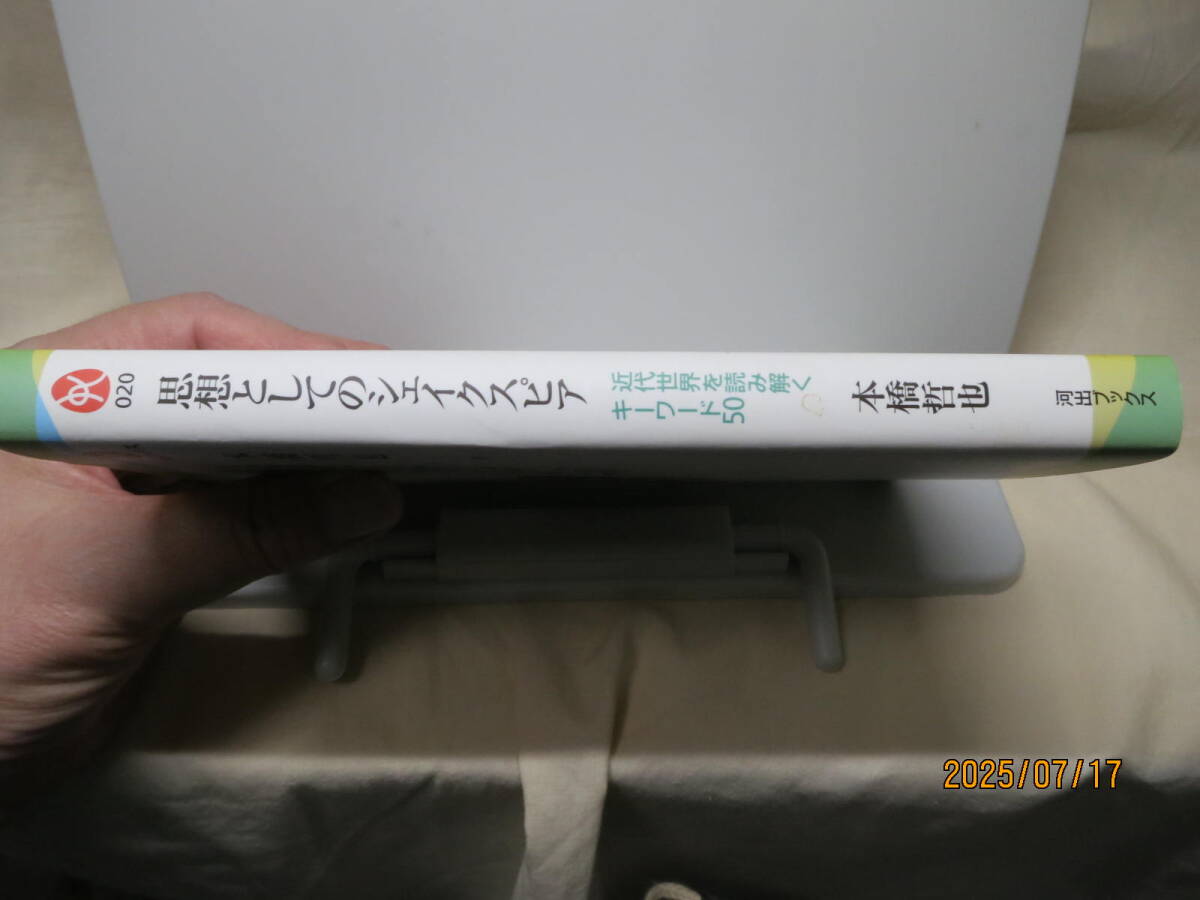 020
思想としてのシェイクスピア
近代世界を読み解く
キーワード50
本橋哲也
河出ブックス
2025/07/17